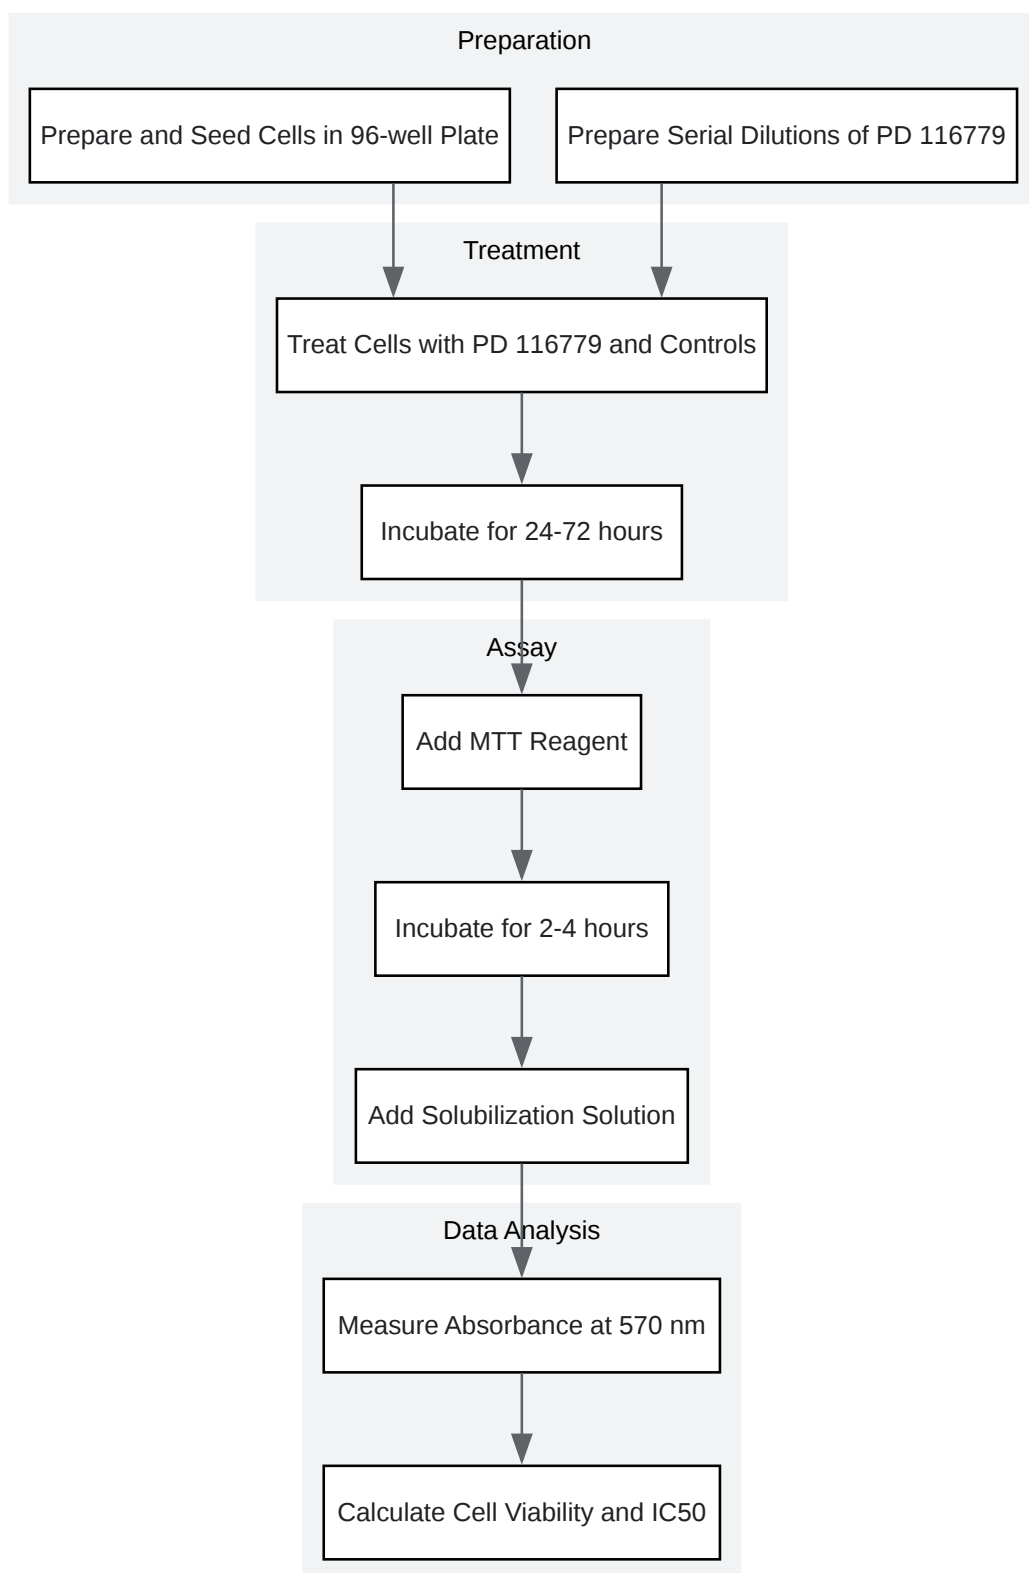 Preparation
Prepare and Seed Cells in 96-well Plate
Prepare Serial Dilutions of PD 116779
Treatment
Treat Cells with PD 116779 and Controls
Incubate for 24-72 hours
Assay
Add MTT Reagent
Incubate for 2-4 hours
Add Solubilization Solution
Data Analysis
Measure Absorbance at 570 nm
Calculate Cell Viability and IC50